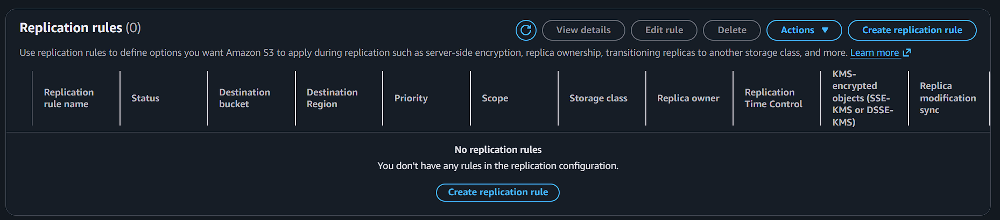 Replication rules (0)
View details
Edit rule
Delete
Actions
Create replication rule
Use replication rules to define options you want Amazon S3 to apply during replication such as server-side encryption, replica ownership, transitioning replicas to another storage class, and more. Learn more
Replication
rule name
Status
Destination
bucket
Destination
Region
Priority
Scope
Storage class
Replica owner
Replication
Time Control
KMS-
encrypted
objects (SSE-
KMS or DSSE-
KMS)
Replica
modification
sync
No replication rules
You don't have any rules in the replication configuration.
Create replication rule